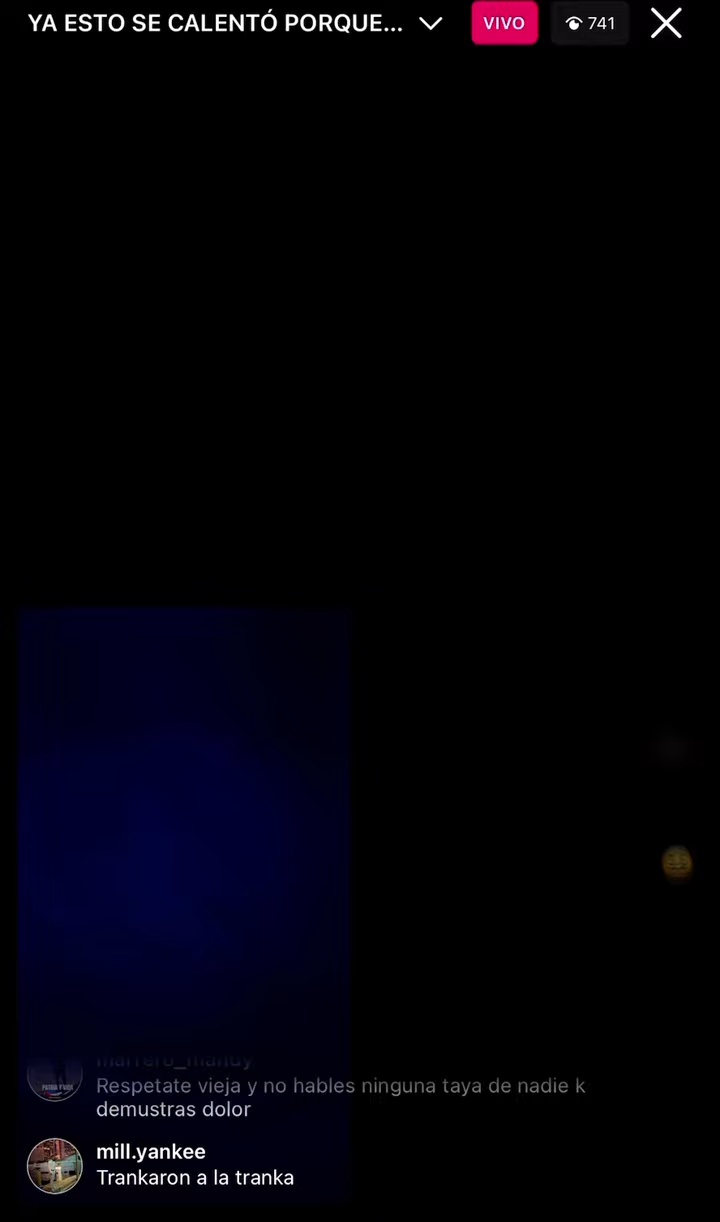 YA ESTO SE CALENTÓ PORQUE...
VIVO
741
marrero_mandy
Respetate vieja y no hables ninguna taya de nadie k
demustras dolor
mill.yankee
Trankaron a la tranka